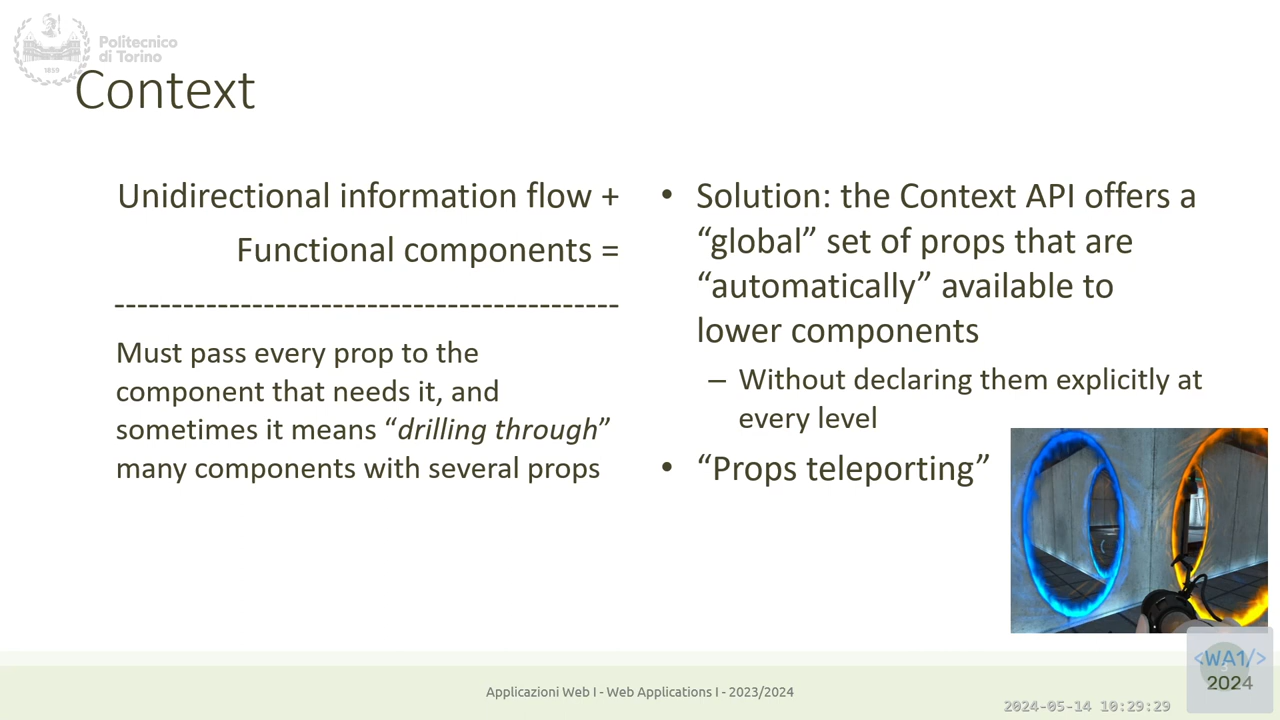 Politecnico
di Torino
1859
Context
Unidirectional information flow +
Functional components =
--------------------------------------------
Must pass every prop to the
component that needs it, and
sometimes it means “drilling through”
many components with several props
• Solution: the Context API offers a
“global” set of props that are
“automatically” available to
lower components
– Without declaring them explicitly at
every level
• “Props teleporting”
Applicazioni Web I - Web Applications I - 2023/2024
<WA1/>
3
2024
2024-05-14 10:29:29